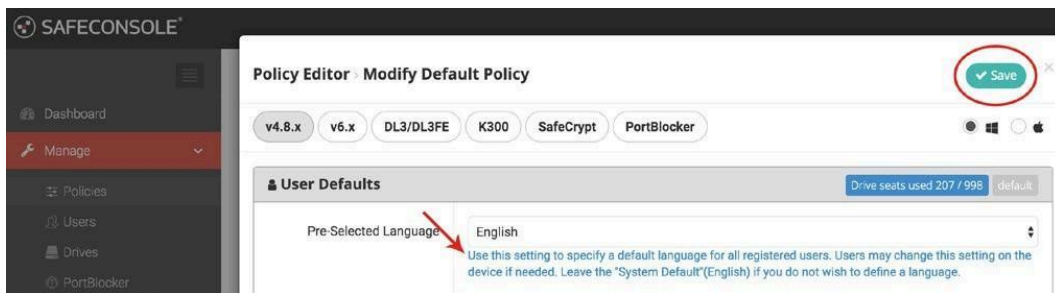 SAFECONSOLE®
Policy Editor › Modify Default Policy
Save
Dashboard
v4.8.x
v6.x
DL3/DL3FE
K300
SafeCrypt
PortBlocker
Manage
Policies
User Defaults
Drive seats used 207 / 998
default
Users
Pre-Selected Language
English
Drives
Use this setting to specify a default language for all registered users. Users may change this setting on the
device if needed. Leave the "System Default"(English) if you do not wish to define a language.
PortBlocker